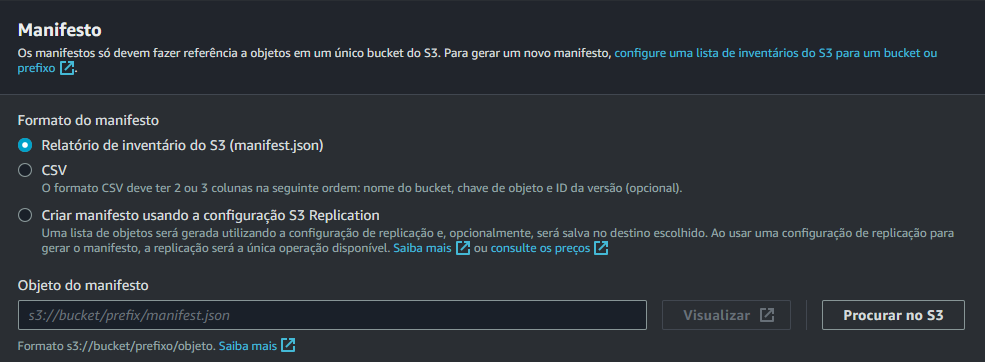 Manifesto
Os manifestos só devem fazer referência a objetos em um único bucket do S3. Para gerar um novo manifesto, configure uma lista de inventários do S3 para um bucket ou
prefixo.
Formato do manifesto
Relatório de inventário do S3 (manifest.json)
CSV
O formato CSV deve ter 2 ou 3 colunas na seguinte ordem: nome do bucket, chave de objeto e ID da versão (opcional).
Criar manifesto usando a configuração S3 Replication
Uma lista de objetos será gerada utilizando a configuração de replicação e, opcionalmente, será salva no destino escolhido. Ao usar uma configuração de replicação para
gerar o manifesto, a replicação será a única operação disponível. Saiba mais ou consulte os preços
Objeto do manifesto
s3://bucket/prefix/manifest.json
Visualizar
Procurar no S3
Formato s3://bucket/prefixo/objeto. Saiba mais